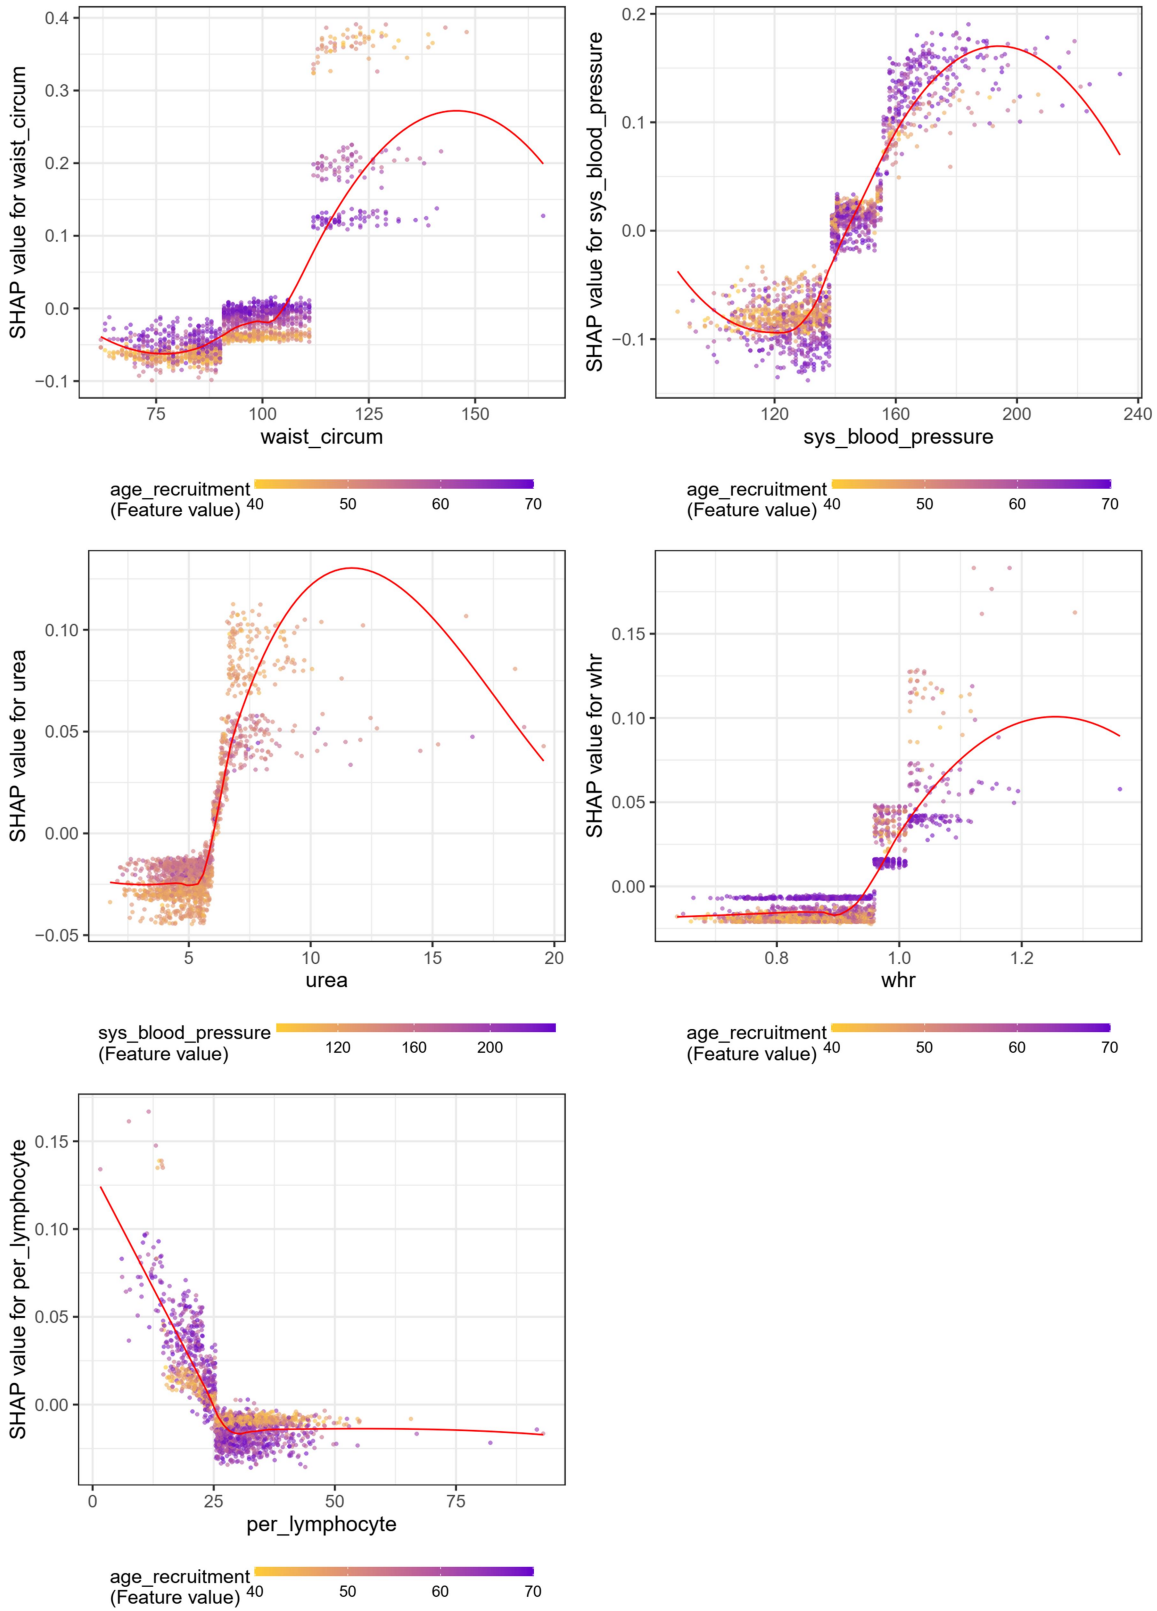 SHAP value for waist_circum
0.4
0.3
0.2
0.1
0.0
−0.1
75 100 125 150
waist_circum
age_recruitment
(Feature value)
40 50 60 70
SHAP value for sys_blood_pressure
0.2
0.1
0.0
−0.1
120 160 200 240
sys_blood_pressure
age_recruitment
(Feature value)
40 50 60 70
SHAP value for urea
0.10
0.05
0.00
−0.05
5 10 15 20
urea
sys_blood_pressure
(Feature value)
120 160 200
SHAP value for whr
0.15
0.10
0.05
0.00
0.8 1.0 1.2
whr
age_recruitment
(Feature value)
40 50 60 70
SHAP value for per_lymphocyte
0.15
0.10
0.05
0.00
0 25 50 75
per_lymphocyte
age_recruitment
(Feature value)
40 50 60 70